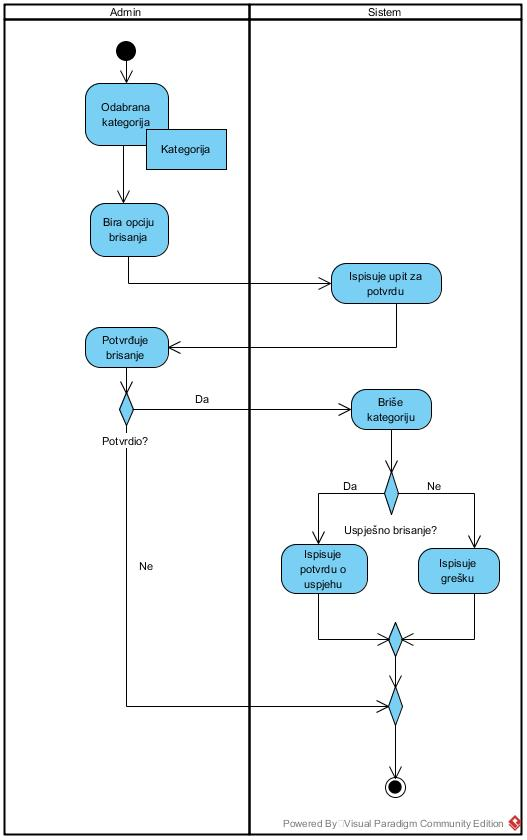 Admin
Sistem
Odabrana
kategorija
Kategorija
Bira opciju
brisanja
Ispisuje upit za
potvrdu
Potvrđuje
brisanje
Da
Briše
kategoriju
Potvrdio?
Da
Ne
Uspješno brisanje?
Ispisuje
potvrdu o
uspjehu
Ispisuje
grešku
Ne
Powered By Visual Paradigm Community Edition